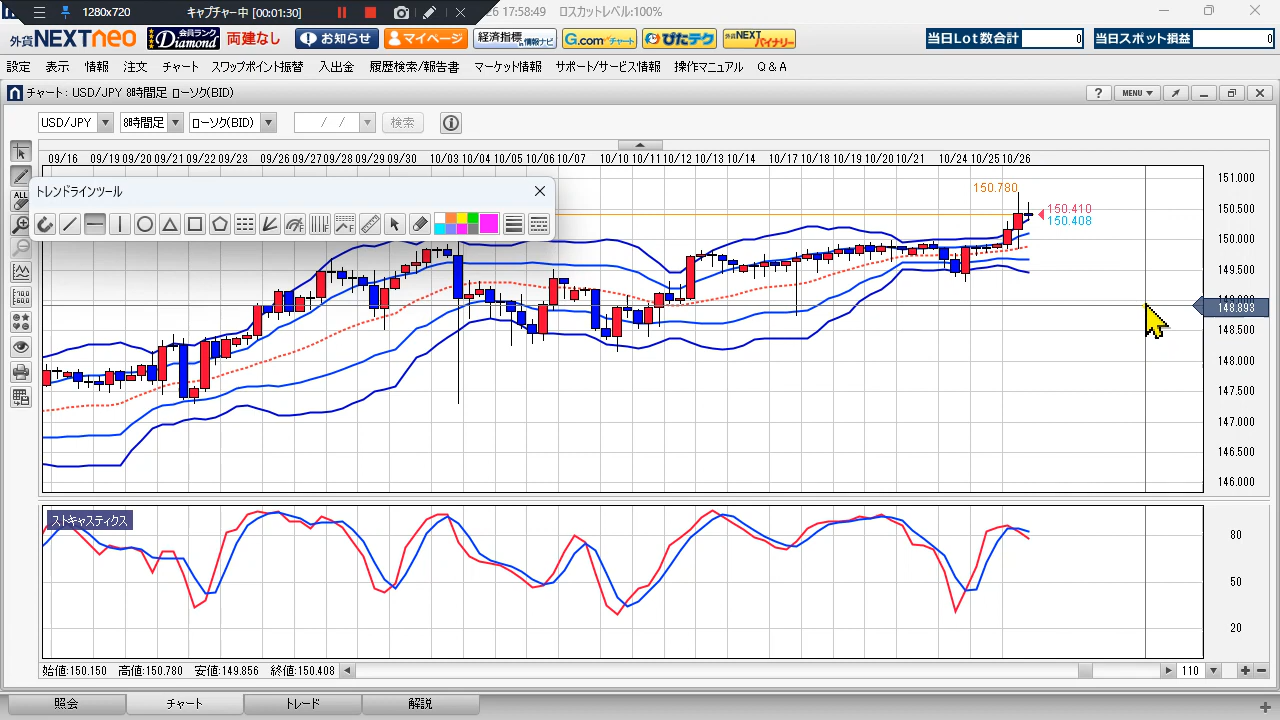 1280x720 キャプチャー中 [00:01:30] 26 17:58:49 ロスカットレベル:100%
外貨NEXTneo 会員ランク Diamond 両建なし お知らせ マイページ 経済指標 in 情報ナビ G.comチャート ぴたテク 外貨NEXTバイナリー 当日Lot数合計 0 当日スポット損益 0
設定 表示 情報 注文 チャート スワップポイント振替 入出金 履歴検索/報告書 マーケット情報 サポート/サービス情報 操作マニュアル Q&A
チャート : USD/JPY 8時間足 ローソク(BID) ? MENU
USD/JPY 8時間足 ローソク(BID) / / 検索
09/16 09/19 09/20 09/21 09/22 09/23 09/26 09/27 09/28 09/29 09/30 10/03 10/04 10/05 10/06 10/07 10/10 10/11 10/12 10/13 10/14 10/17 10/18 10/19 10/20 10/21 10/24 10/25 10/26
トレンドラインツール
ALL
150.780
150.410
150.408
151.000
150.500
150.000
149.500
148.893
148.500
148.000
147.500
147.000
146.500
146.000
ストキャスティクス
80
50
20
始値:150.150 高値:150.780 安値:149.856 終値:150.408 110
照会 チャート トレード 解説